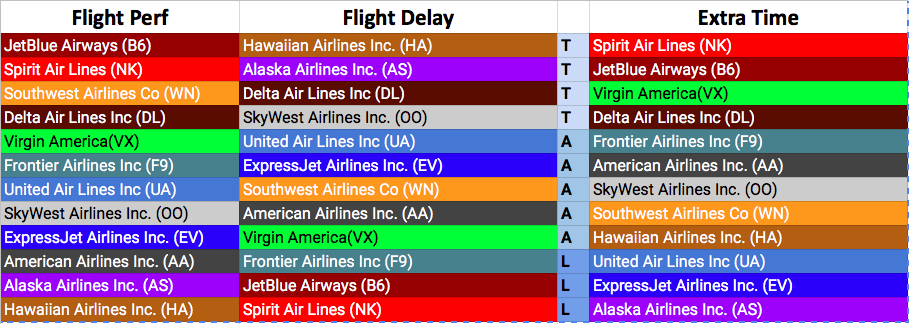 Flight Perf Flight Delay Extra Time
JetBlue Airways (B6) Hawaiian Airlines Inc. (HA) T Spirit Air Lines (NK)
Spirit Air Lines (NK) Alaska Airlines Inc. (AS) T JetBlue Airways (B6)
Southwest Airlines Co (WN) Delta Air Lines Inc (DL) T Virgin America(VX)
Delta Air Lines Inc (DL) SkyWest Airlines Inc. (OO) T Delta Air Lines Inc (DL)
Virgin America(VX) United Air Lines Inc (UA) A Frontier Airlines Inc (F9)
Frontier Airlines Inc (F9) ExpressJet Airlines Inc. (EV) A American Airlines Inc. (AA)
United Air Lines Inc (UA) Southwest Airlines Co (WN) A SkyWest Airlines Inc. (OO)
SkyWest Airlines Inc. (OO) American Airlines Inc. (AA) A Southwest Airlines Co (WN)
ExpressJet Airlines Inc. (EV) Virgin America(VX) A Hawaiian Airlines Inc. (HA)
American Airlines Inc. (AA) Frontier Airlines Inc (F9) L United Air Lines Inc (UA)
Alaska Airlines Inc. (AS) JetBlue Airways (B6) L ExpressJet Airlines Inc. (EV)
Hawaiian Airlines Inc. (HA) Spirit Air Lines (NK) L Alaska Airlines Inc. (AS)